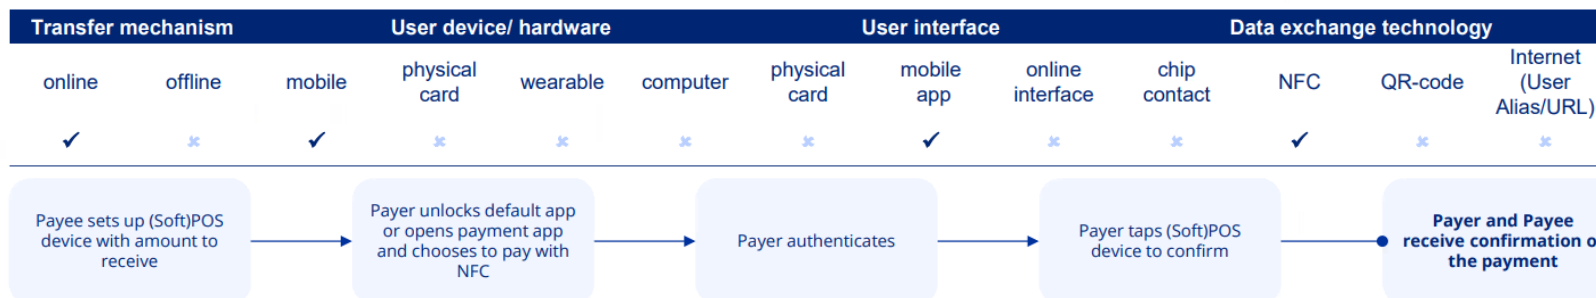 Transfer mechanism User device/ hardware User interface Data exchange technology
online offline mobile physical card wearable computer physical card mobile app online interface chip contact NFC QR-code Internet (User Alias/URL)
Payee sets up (Soft)POS
device with amount to
receive
Payer unlocks default app
or opens payment app
and chooses to pay with
NFC
Payer authenticates
Payer taps (Soft)POS
device to confirm
Payer and Payee
receive confirmation o
the payment